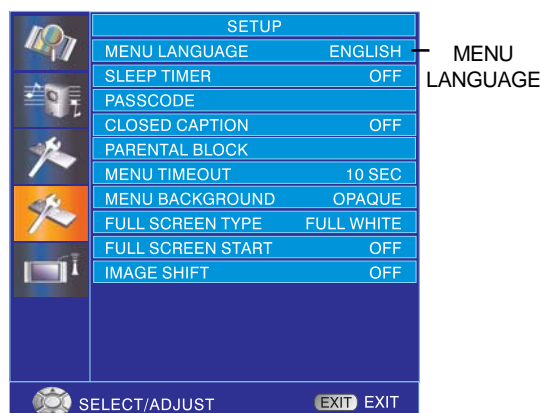 SETUP
MENU LANGUAGE ENGLISH
SLEEP TIMER OFF
PASSCODE
CLOSED CAPTION OFF
PARENTAL BLOCK
MENU TIMEOUT 10 SEC
MENU BACKGROUND OPAQUE
FULL SCREEN TYPE FULL WHITE
FULL SCREEN START OFF
IMAGE SHIFT OFF
SELECT/ADJUST EXIT EXIT
MENU
LANGUAGE